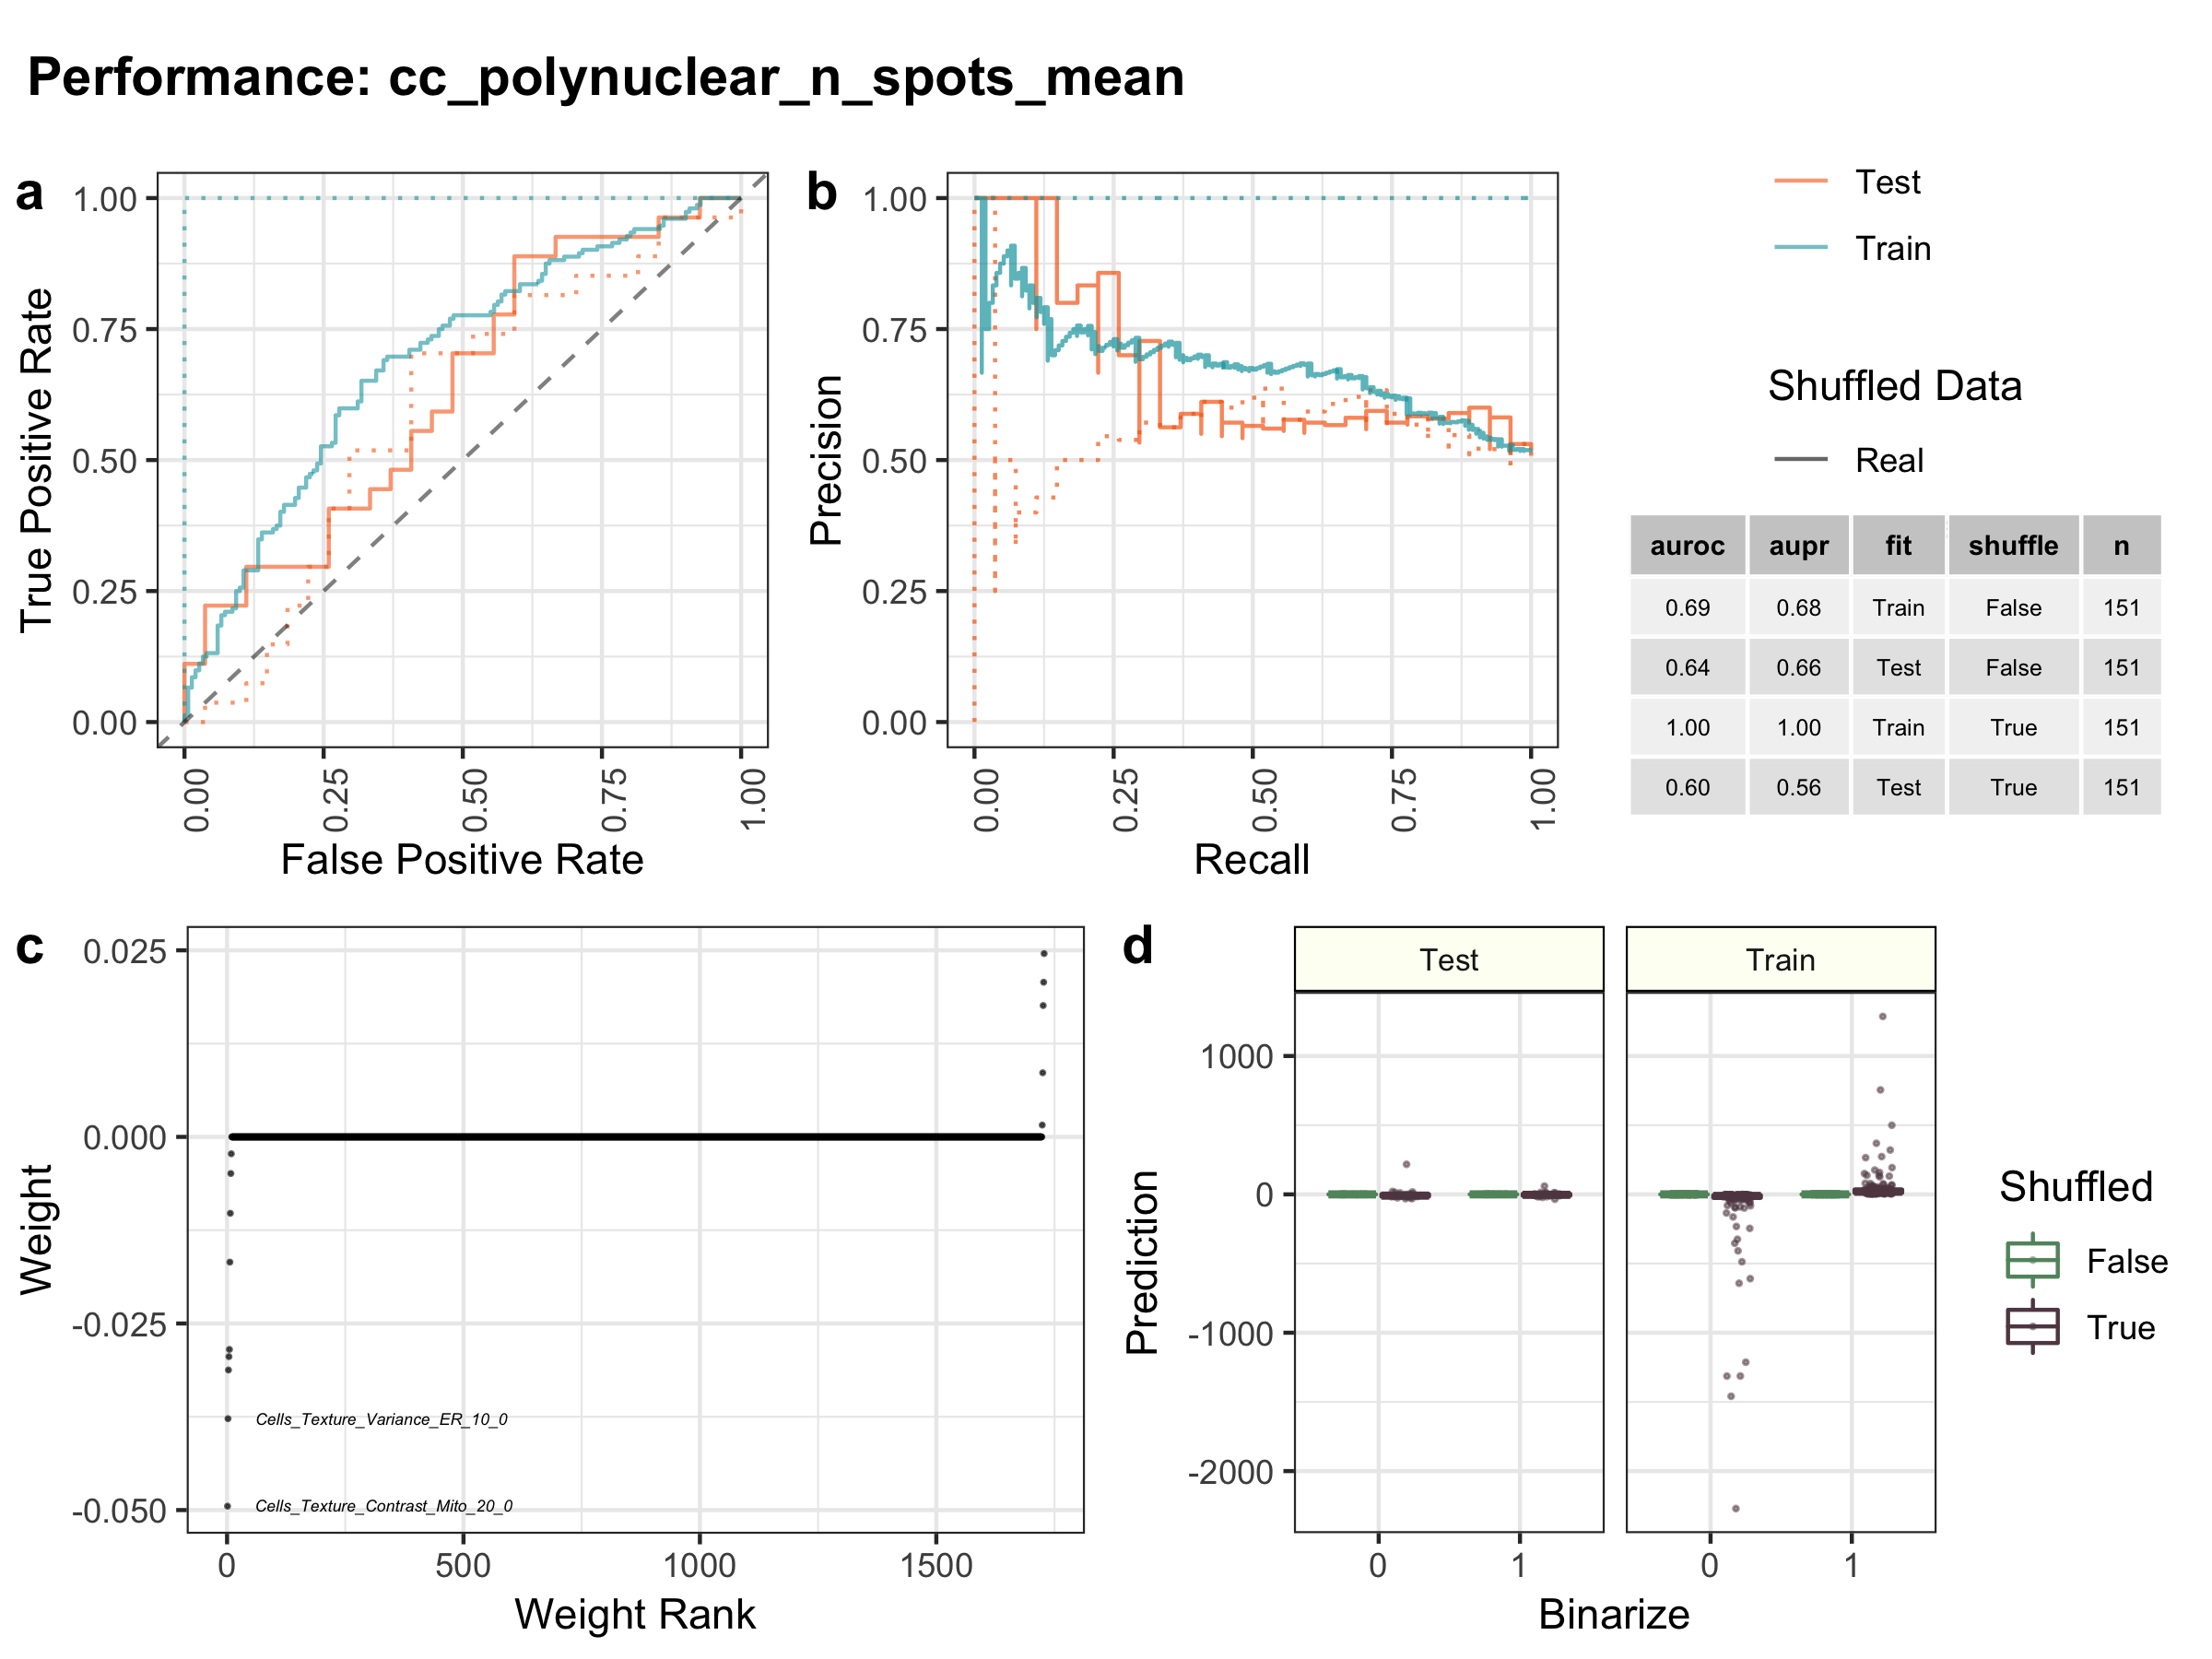 Performance: cc_polynuclear_n_spots_mean
a
1.00
0.75
0.50
0.25
0.00
True Positive Rate
0.00
0.25
0.50
0.75
1.00
False Positive Rate
b
1.00
0.75
0.50
0.25
0.00
Precision
0.00
0.25
0.50
0.75
1.00
Recall
Test
Train
Shuffled Data
Real
auroc aupr fit shuffle n
0.69 0.68 Train False 151
0.64 0.66 Test False 151
1.00 1.00 Train True 151
0.60 0.56 Test True 151
c
0.025
0.000
-0.025
-0.050
Weight
Cells_Texture_Variance_ER_10_0
Cells_Texture_Contrast_Mito_20_0
0 500 1000 1500
Weight Rank
d
Test Train
1000
0
-1000
-2000
Prediction
0 1 0 1
Binarize
Shuffled
False
True